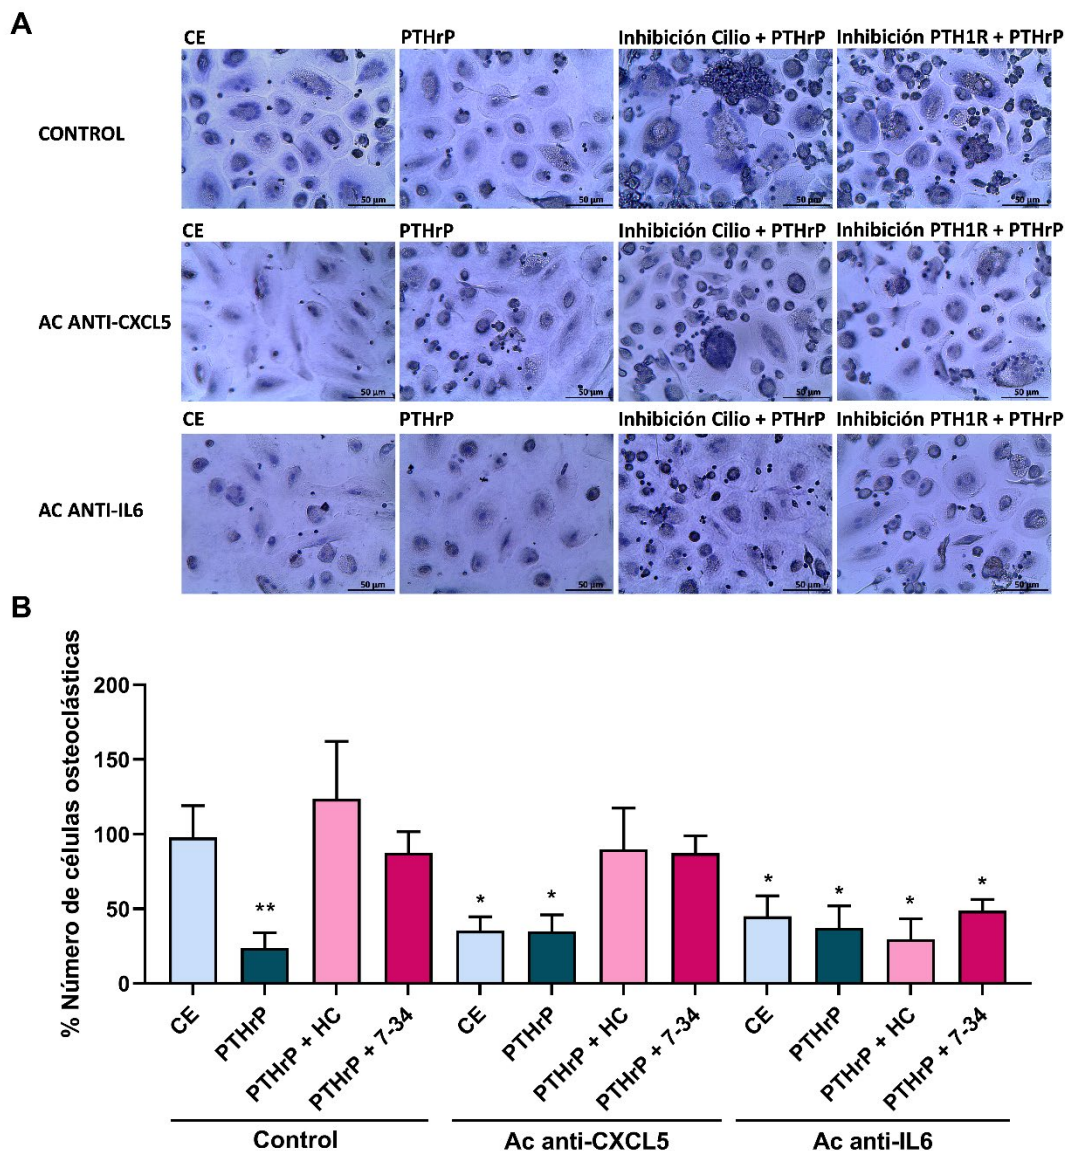 A
CE PTHrP Inhibición Cilio + PTHrP Inhibición PTH1R + PTHrP
CONTROL
50 µm 50 µm 50 µm 50 µm
CE PTHrP Inhibición Cilio + PTHrP Inhibición PTH1R + PTHrP
AC ANTI-CXCL5
50 µm 50 µm 50 µm 50 µm
CE PTHrP Inhibición Cilio + PTHrP Inhibición PTH1R + PTHrP
AC ANTI-IL6
50 µm 50 µm 50 µm 50 µm
B
% Número de células osteoclásticas
200
150
100
50
0
** * * * * * *
CE PTHrP PTHrP + HC PTHrP + 7-34 CE PTHrP PTHrP + HC PTHrP + 7-34 CE PTHrP PTHrP + HC PTHrP + 7-34
Control Ac anti-CXCL5 Ac anti-IL6